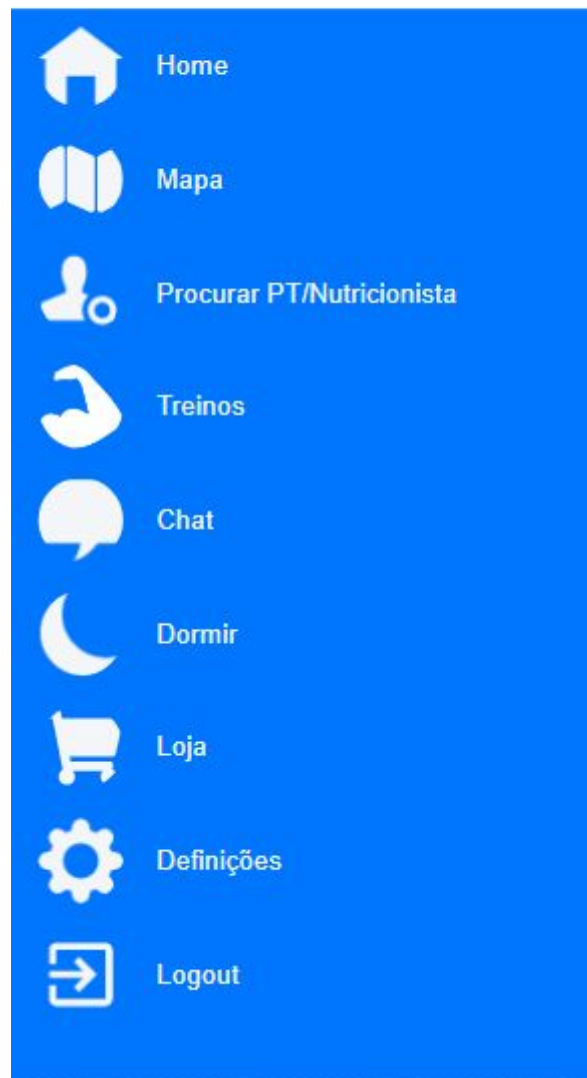 Home
Mapa
Procurar PT/Nutricionista
Treinos
Chat
Dormir
Loja
Definições
Logout